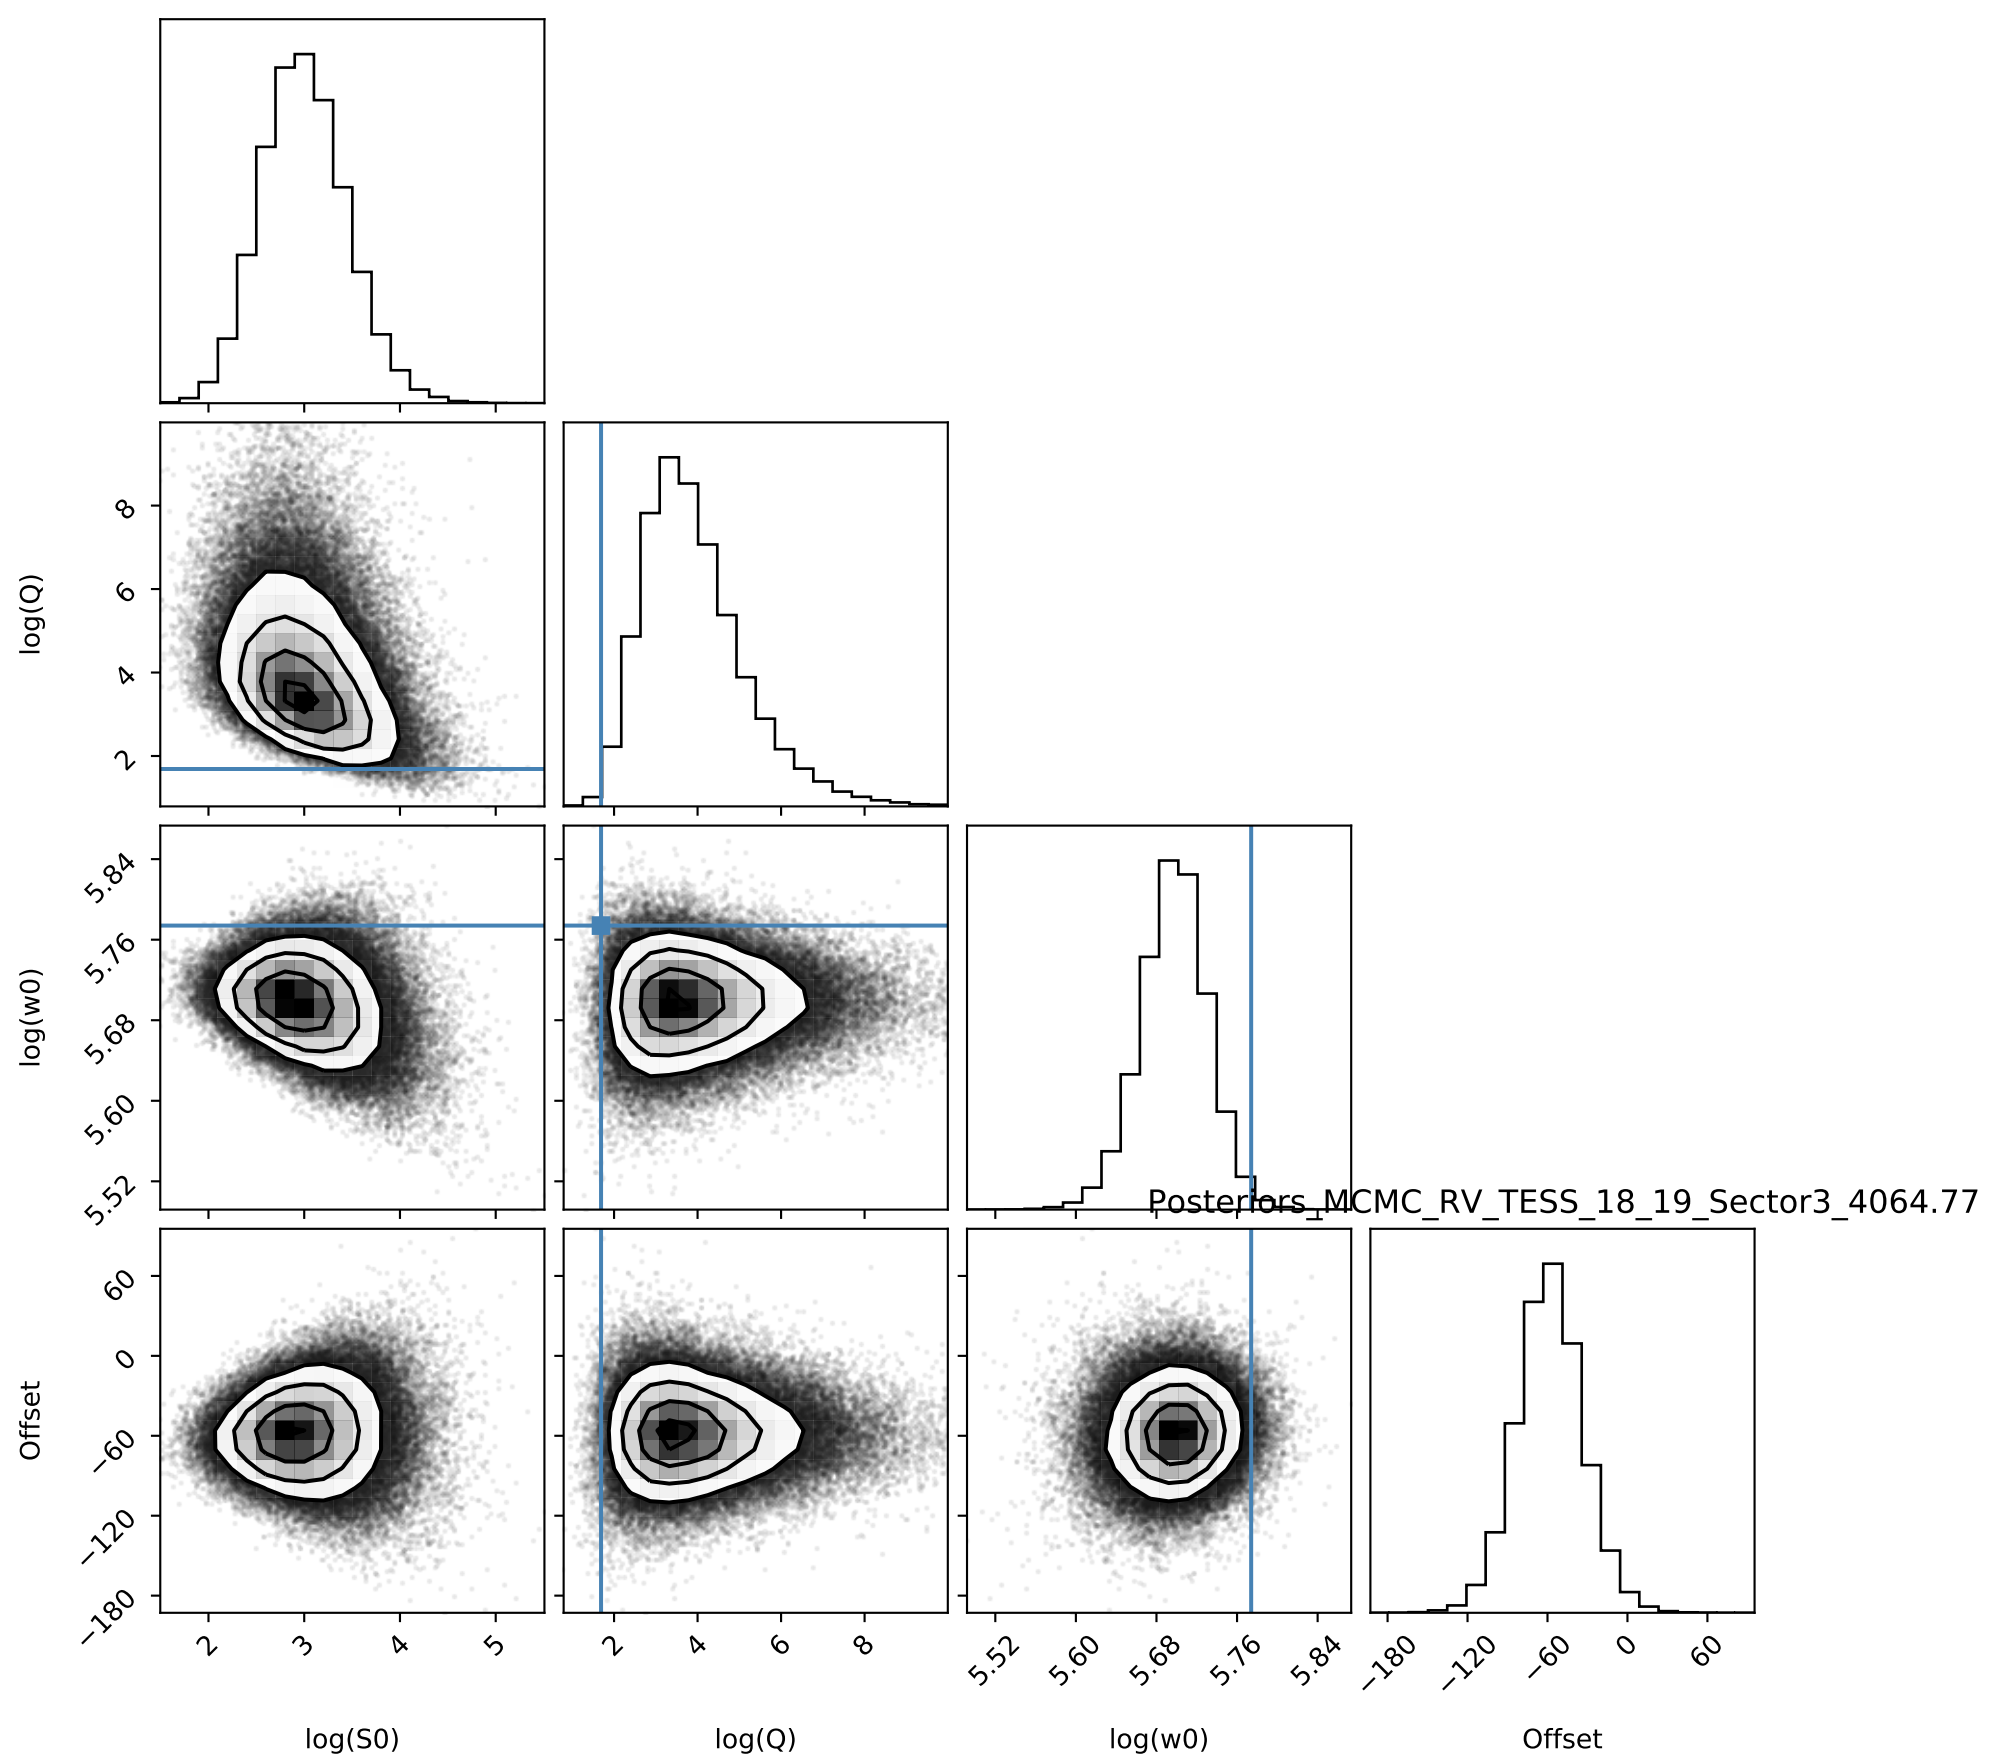 log(Q)
8
6
4
2
log(w0)
5.84
5.76
5.68
5.60
5.52
Posteriors_MCMC_RV_TESS_18_19_Sector3_4064.77
Offset
60
0
−60
−120
−180
2 3 4 5
2 4 6 8
5.52 5.60 5.68 5.76 5.84
−180 −120 −60 0 60
log(S0) log(Q) log(w0) Offset